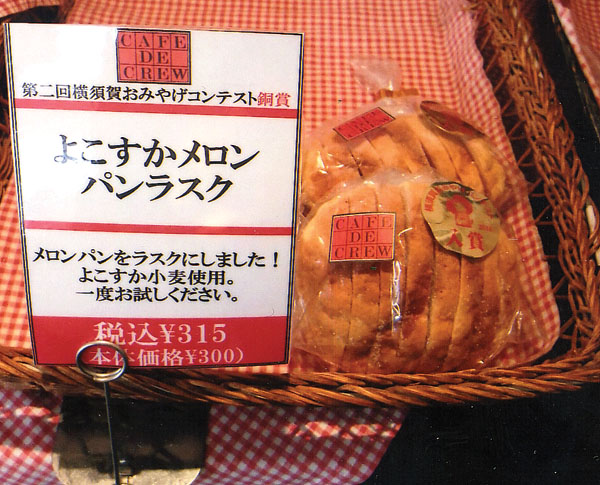 CAFE
DE
CREW
第二回横須賀おみやげコンテスト銅賞
よこすかメロン
パンラスク
メロンパンをラスクにしました！
よこすか小麦使用。
一度お試しください。
税込¥315
本体価格¥300）
CAFE
DE
CREW
賞